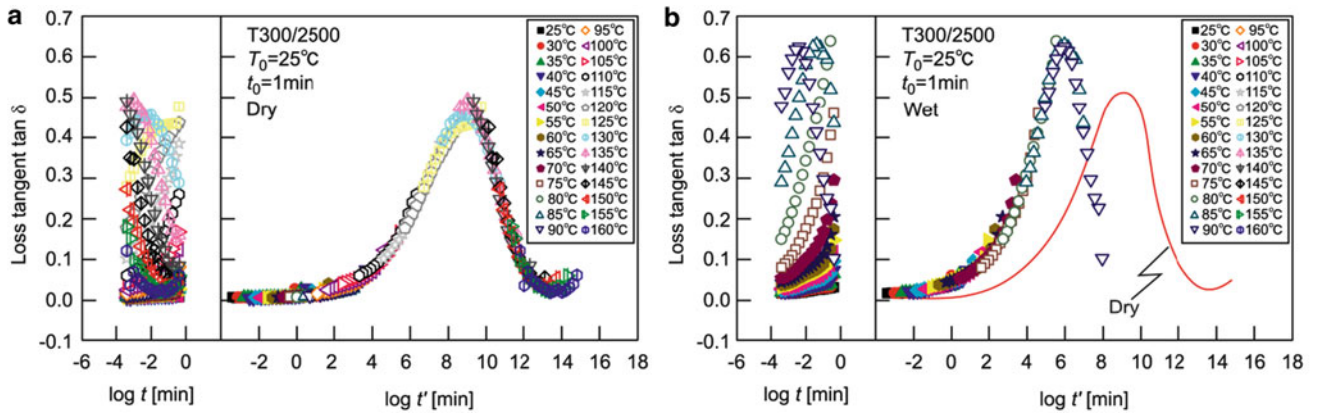 a
Loss tangent tan δ
0.7
0.6
0.5
0.4
0.3
0.2
0.1
0.0
-0.1
T300/2500
T₀=25°C
t₀=1min
Dry
25°C 95°C
30°C 100°C
35°C 105°C
40°C 110°C
45°C 115°C
50°C 120°C
55°C 125°C
60°C 130°C
65°C 135°C
70°C 140°C
75°C 145°C
80°C 150°C
85°C 155°C
90°C 160°C
-6 -4 -2 0 -2 0 2 4 6 8 10 12 14 16 18
log t [min] log t' [min]
b
Loss tangent tan δ
0.7
0.6
0.5
0.4
0.3
0.2
0.1
0.0
-0.1
T300/2500
T₀=25°C
t₀=1min
Wet
25°C 95°C
30°C 100°C
35°C 105°C
40°C 110°C
45°C 115°C
50°C 120°C
55°C 125°C
60°C 130°C
65°C 135°C
70°C 140°C
75°C 145°C
80°C 150°C
85°C 155°C
90°C 160°C
Dry
-6 -4 -2 -0 -2 0 2 4 6 8 10 12 14 16 18
log t [min] log t' [min]